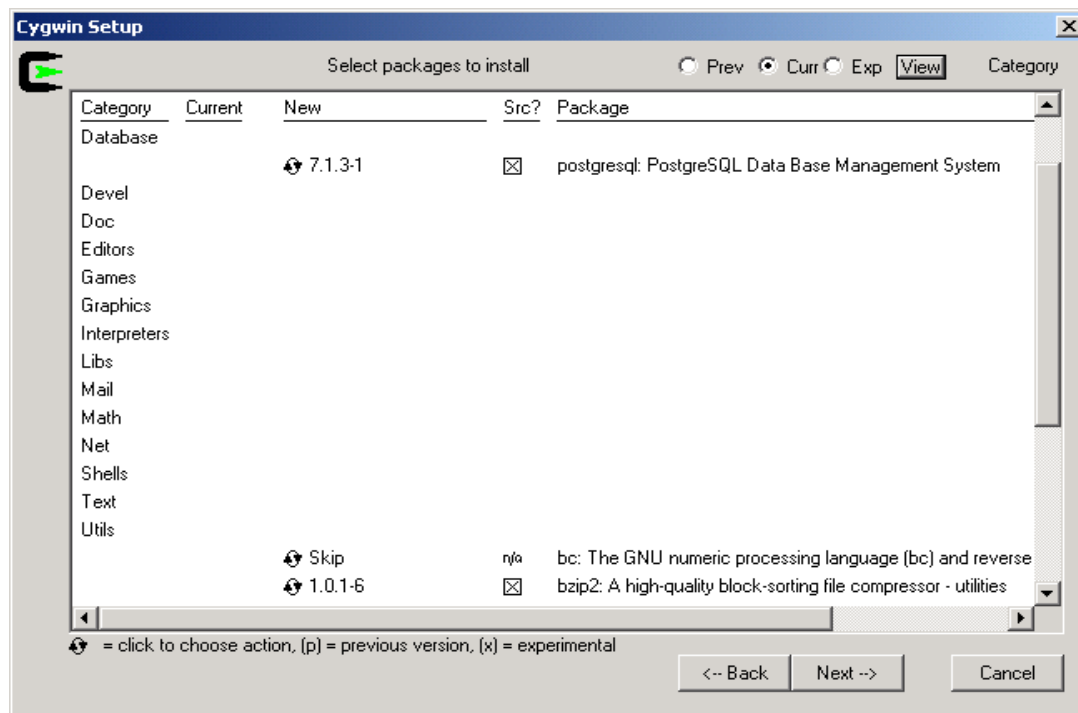 Cygwin Setup
Select packages to install Prev Curr Exp View Category
Category Current New Src? Package
Database
7.1.3-1 postgresql: PostgreSQL Data Base Management System
Devel
Doc
Editors
Games
Graphics
Interpreters
Libs
Mail
Math
Net
Shells
Text
Utils
Skip n/a bc: The GNU numeric processing language (bc) and reverse
1.0.1-6 bzip2: A high-quality block-sorting file compressor - utilities
= click to choose action, (p) = previous version, (x) = experimental
<-- Back Next --> Cancel